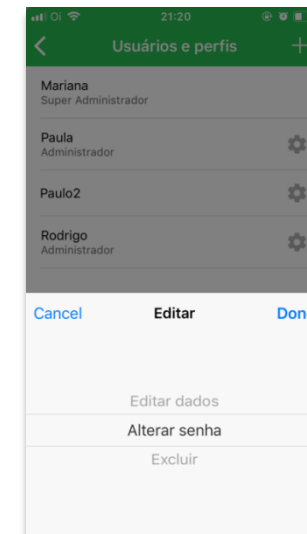 Oi 21:20
Usuários e perfis
Mariana
Super Administrador
Paula
Administrador
Paulo2
Rodrigo
Administrador
Cancel Editar Don
Editar dados
Alterar senha
Excluir